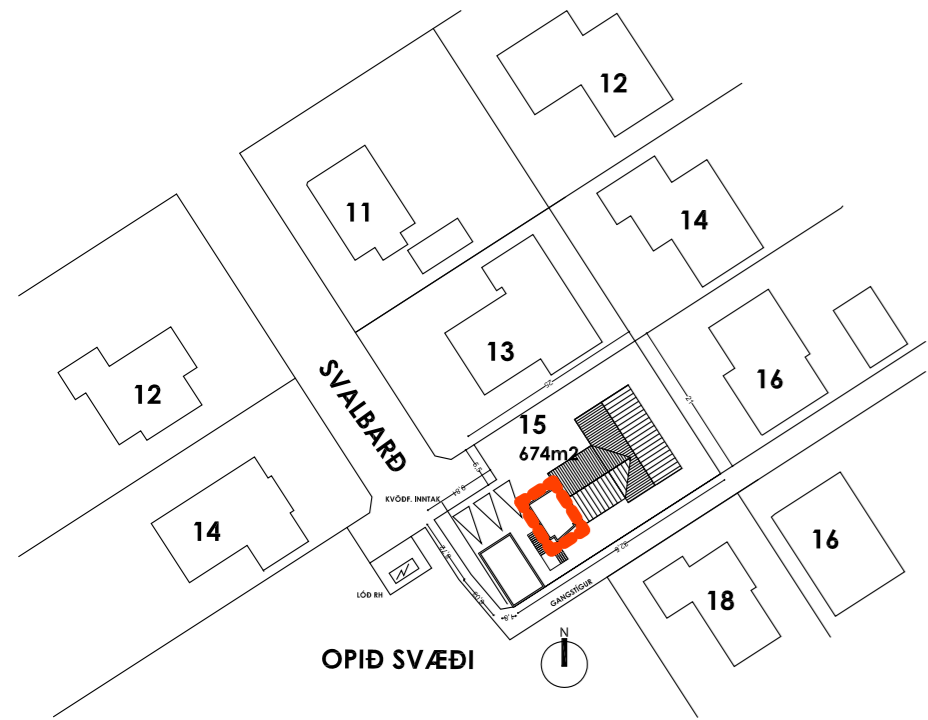 12
11
14
12
13
16
SVALBARÐ
15
674m2
KVÖÐF. INNTAK
14
16
LÓÐ RH
GANGSTÍGUR
18
OPIÐ SVÆÐI
N